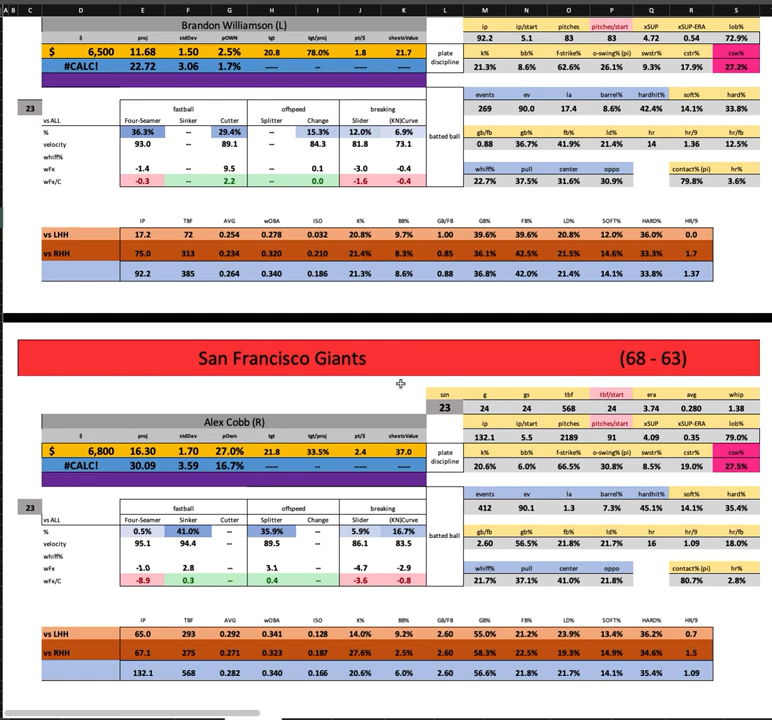 A B C D E F G H I J K L M N O P Q R S T
Brandon Williamson (L) ip ip/start pitches pitches/start xSUP xSUP-ERA lob%
$ proj stdDev pOWN tgt tgt/proj pt/$ sheetsValue 92.2 5.1 83 83 4.72 0.54 72.9%
$ 6,500 11.68 1.50 2.5% 20.8 78.0% 1.8 21.7 plate discipline k% bb% f-strike% o-swing% (pi) swstr% cstr% csw%
#CALC! 22.72 3.06 1.7% ---- -- ---- -- 21.3% 8.6% 62.6% 26.1% 9.3% 17.9% 27.2%
events ev la barrel% hardhit% soft% hard%
23 fastball offspeed breaking 269 90.0 17.4 8.6% 42.4% 14.1% 33.8%
vs ALL Four-Seamer Sinker Cutter Splitter Change Slider (KN)Curve
% 36.3% -- 29.4% -- 15.3% 12.0% 6.9% batted ball gb/fb gb% fb% ld% hr hr/9 hr/fb
velocity 93.0 89.1 84.3 81.8 73.1 0.88 36.7% 41.9% 21.4% 14 1.36 12.5%
whiff%
wFx -1.4 -- 9.5 -- 0.1 -3.0 -0.4 whiff% pull center oppo contact% (pi) hr%
wFx/C -0.3 -- 2.2 -- 0.0 -1.6 -0.4 22.7% 37.5% 31.6% 30.9% 79.8% 3.6%
IP TBF AVG wOBA ISO K% BB% GB/FB GB% FB% LD% SOFT% HARD% HR/9
vs LHH 17.2 72 0.254 0.278 0.032 20.8% 9.7% 1.00 39.6% 39.6% 20.8% 12.0% 36.0% 0.0
vs RHH 75.0 313 0.234 0.320 0.210 21.4% 8.3% 0.85 36.1% 42.5% 21.5% 14.6% 33.3% 1.7
92.2 385 0.264 0.340 0.186 21.3% 8.6% 0.88 36.8% 42.0% 21.4% 14.1% 33.8% 1.37
San Francisco Giants (68 - 63)
szn g gs tbf tbf/start era avg whip
23 24 24 568 24 3.74 0.280 1.38
Alex Cobb (R) ip ip/start pitches pitches/start xSUP xSUP-ERA lob%
$ proj stdDev pOwn tgt tgt/proj pt/$ sheetsValue 132.1 5.5 2189 91 4.09 0.35 79.0%
$ 6,800 16.30 1.70 27.0% 21.8 33.5% 2.4 37.0 plate discipline k% bb% f-strike% o-swing% (pi) swstr% cstr% csw%
#CALC! 30.09 3.59 16.7% ---- -- ---- -- 20.6% 6.0% 66.5% 30.8% 8.5% 19.0% 27.5%
events ev la barrel% hardhit% soft% hard%
23 fastball offspeed breaking 412 90.1 1.3 7.3% 45.1% 14.1% 35.4%
vs ALL Four-Seamer Sinker Cutter Splitter Change Slider (KN)Curve
% 0.5% 41.0% -- 35.9% -- 5.9% 16.7% batted ball gb/fb gb% fb% ld% hr hr/9 hr/fb
velocity 95.1 94.4 -- 89.5 -- 86.1 83.5 2.60 56.5% 21.8% 21.7% 16 1.09 18.0%
whiff%
wFx -1.0 2.8 -- 3.1 -- -4.7 -2.9 whiff% pull center oppo contact% (pi) hr%
wFx/C -8.9 0.3 -- 0.4 -- -3.6 -0.8 21.7% 37.1% 41.0% 21.8% 80.7% 2.8%
IP TBF AVG wOBA ISO K% BB% GB/FB GB% FB% LD% SOFT% HARD% HR/9
vs LHH 65.0 293 0.292 0.341 0.128 14.0% 9.2% 2.60 55.0% 21.2% 23.9% 13.4% 36.2% 0.7
vs RHH 67.1 275 0.271 0.323 0.187 27.6% 2.5% 2.60 58.3% 22.5% 19.3% 14.9% 34.6% 1.5
132.1 568 0.282 0.340 0.166 20.6% 6.0% 2.60 56.6% 21.8% 21.7% 14.1% 35.4% 1.09